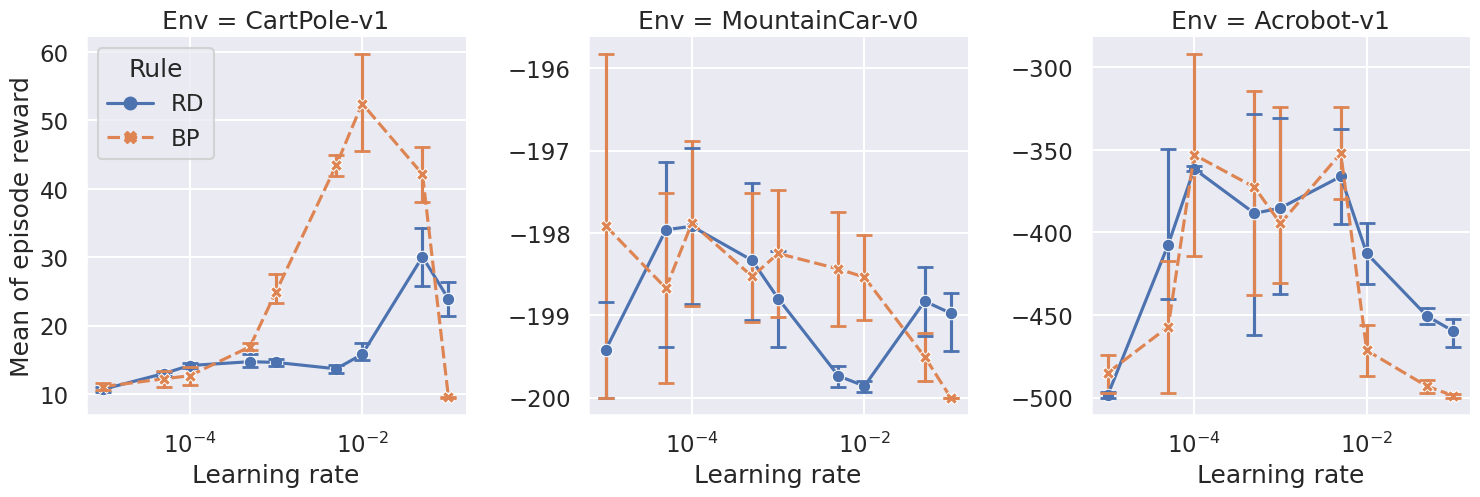 Env = CartPole-v1
Env = MountainCar-v0
Env = Acrobot-v1
Mean of episode reward
60
50
40
30
20
10
Rule
RD
BP
10⁻⁴
10⁻²
Learning rate
−196
−197
−198
−199
−200
10⁻⁴
10⁻²
Learning rate
−300
−350
−400
−450
−500
10⁻⁴
10⁻²
Learning rate